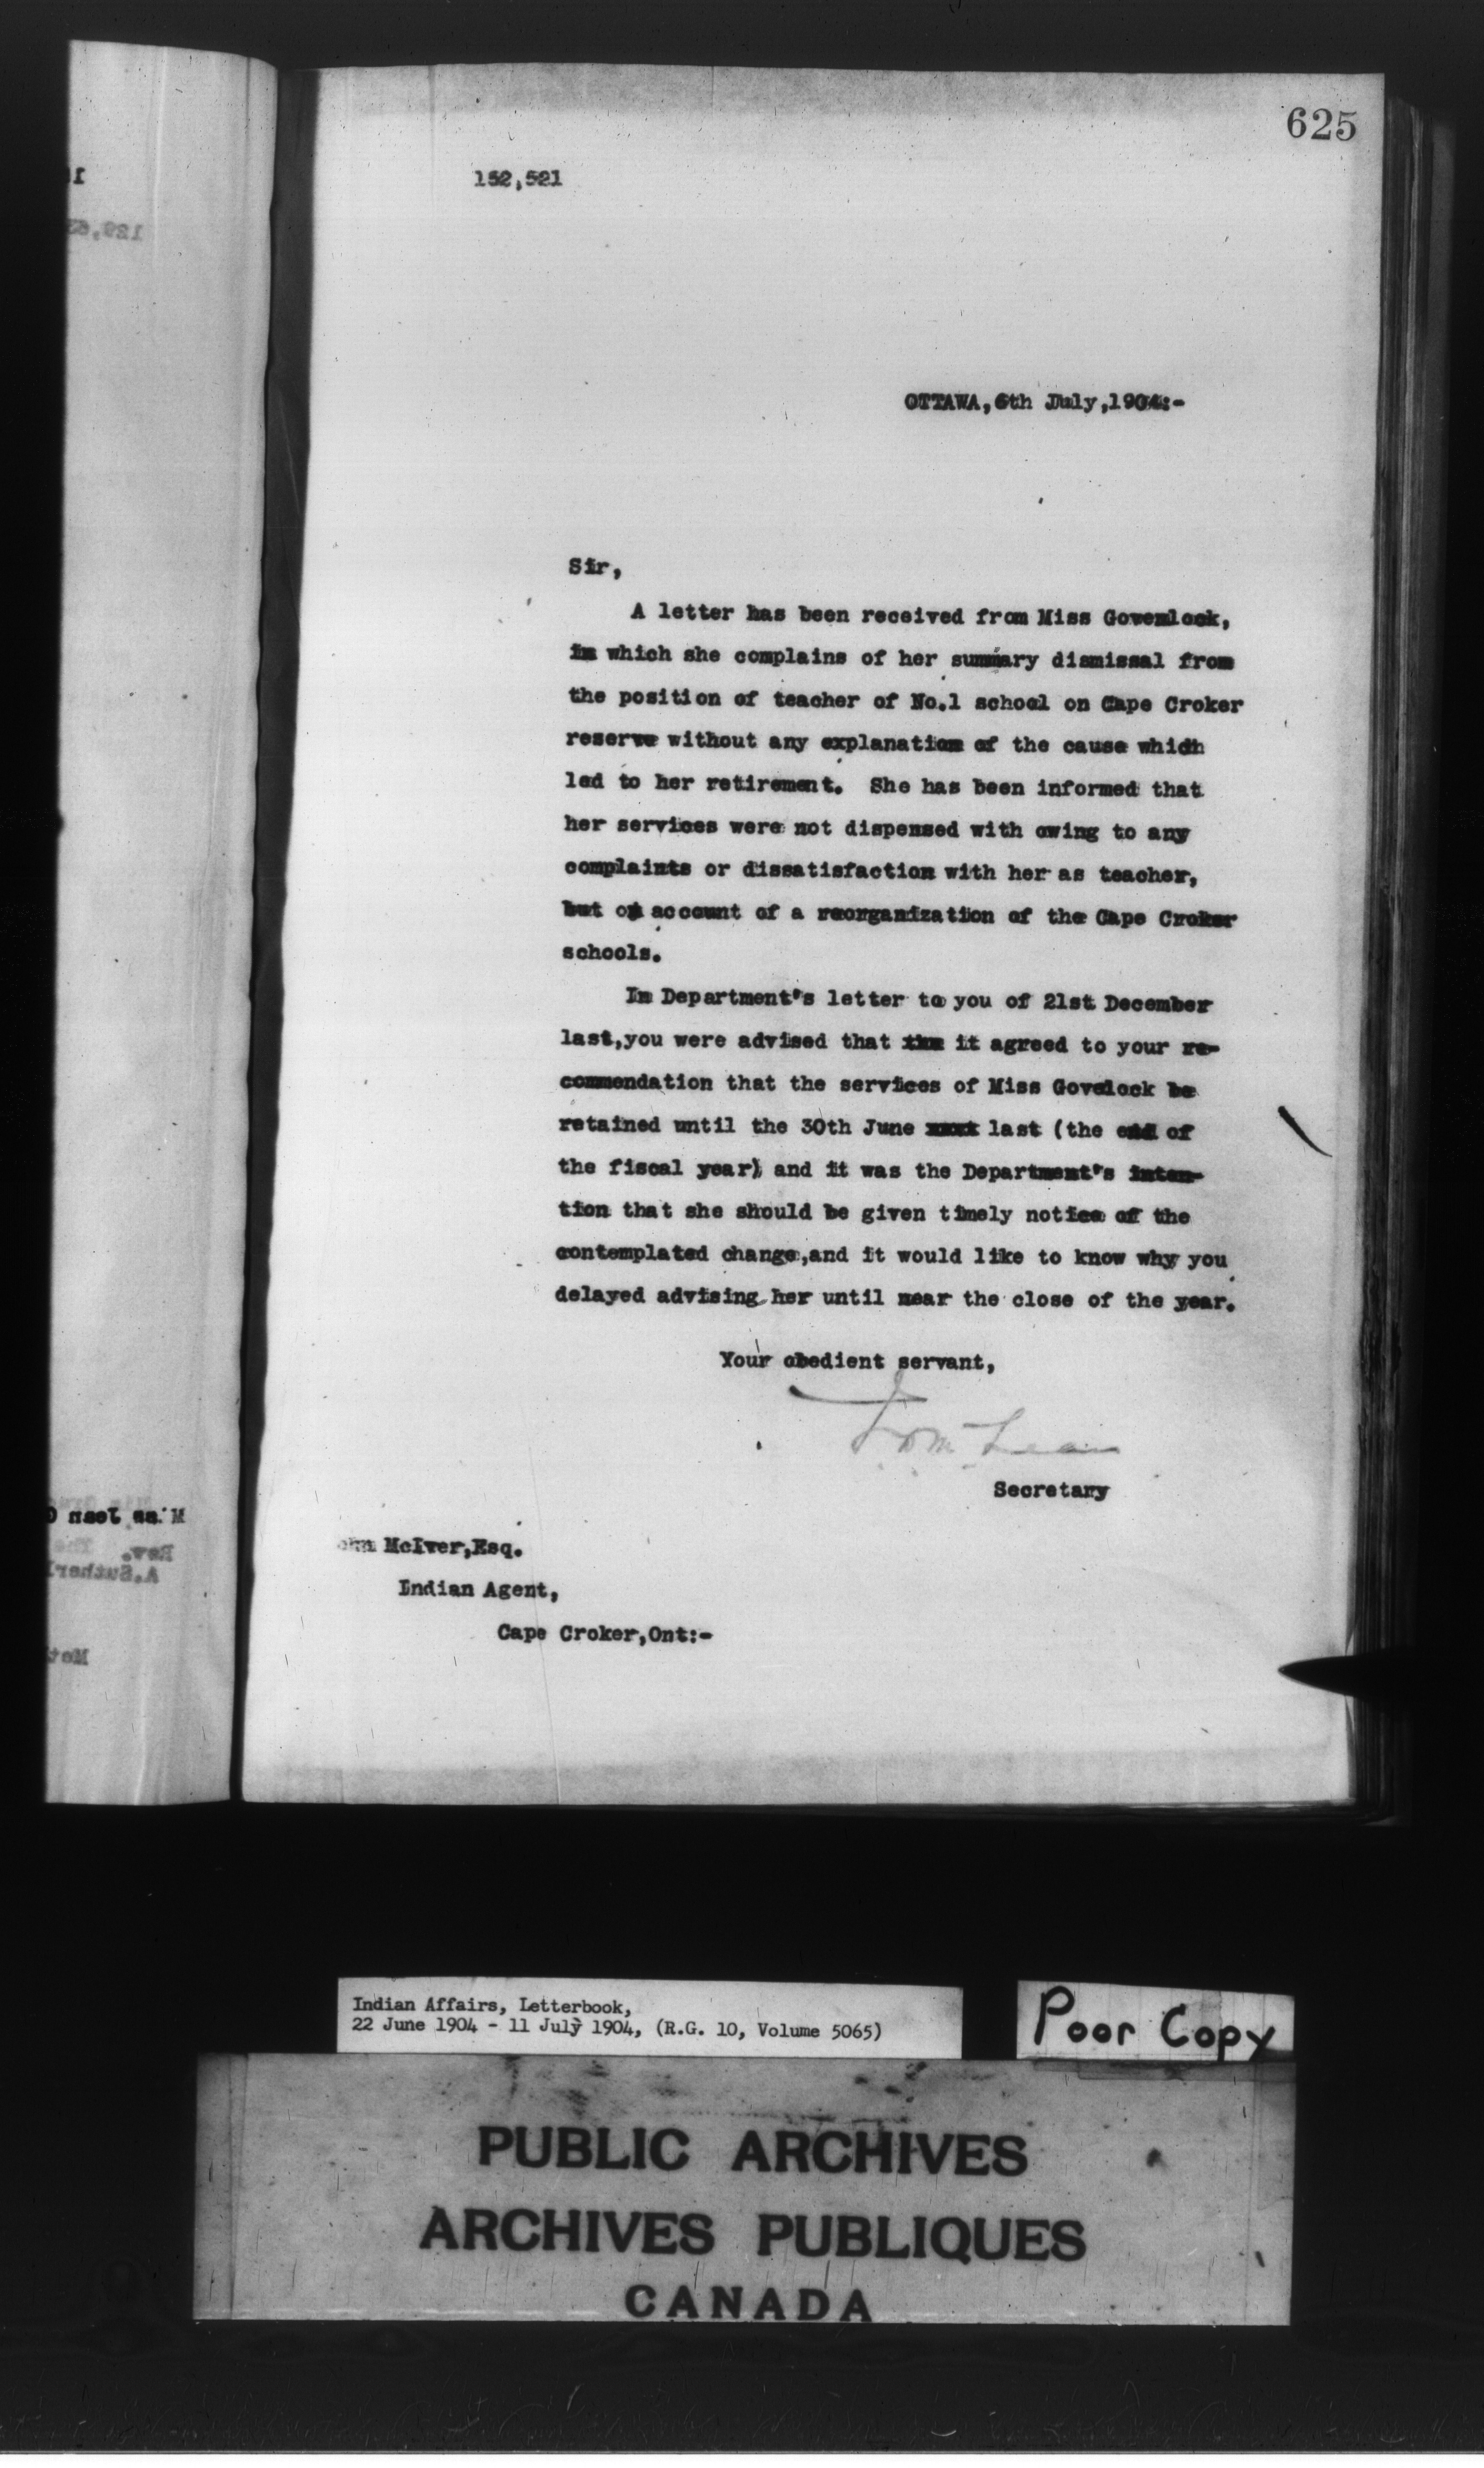 625
152,521
OTTAWA, 6th July, 1904:-
Sir,
A letter has been received from Miss Govenlock,
in which she complains of her summary dismissal from
the position of teacher of No.1 school on Cape Croker
reserve without any explanation of the cause which
led to her retirement. She has been informed that
her services were not dispensed with owing to any
complaints or dissatisfaction with her as teacher,
but on account of a reorganization of the Cape Croker
schools.
In Department's letter to you of 21st December
last, you were advised that it agreed to your re-
commendation that the services of Miss Govelock be
retained until the 30th June last (the end of
the fiscal year) and it was the Department's inten-
tion that she should be given timely notice of the
contemplated change, and it would like to know why you
delayed advising her until near the close of the year.
Your obedient servant,
Secretary
McIver, Esq.
Indian Agent,
Cape Croker, Ont:-
Indian Affairs, Letterbook,
22 June 1904 - 11 July 1904, (R.G. 10, Volume 5065)
Poor Copy
PUBLIC ARCHIVES
ARCHIVES PUBLIQUES
CANADA